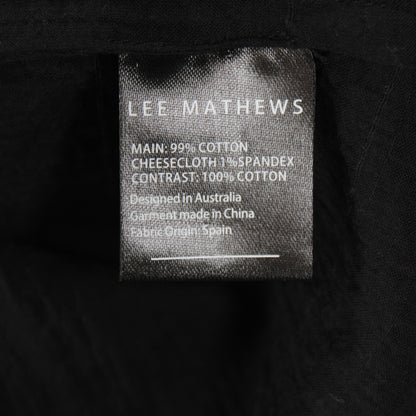 LEE MATHEWS
MAIN: 99% COTTON
CHEESECLOTH 1%SPANDEX
CONTRAST: 100% COTTON
Designed in Australia
Garment made in China
Fabric Origin: Spain